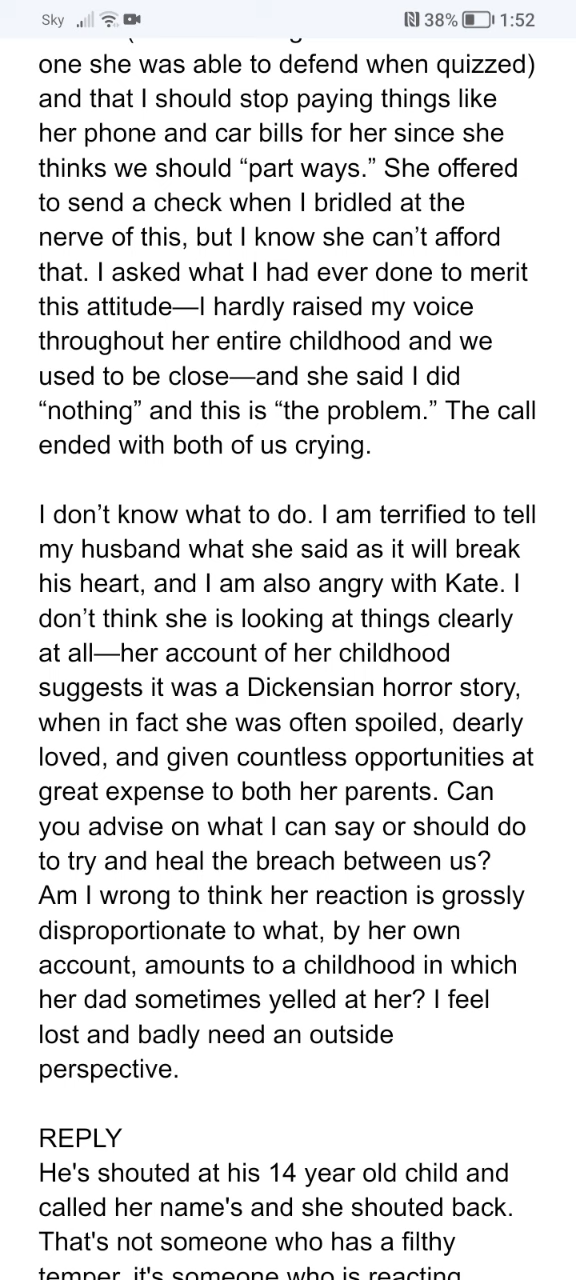 Sky 38% 1:52
one she was able to defend when quizzed)
and that I should stop paying things like
her phone and car bills for her since she
thinks we should “part ways.” She offered
to send a check when I bridled at the
nerve of this, but I know she can’t afford
that. I asked what I had ever done to merit
this attitude—I hardly raised my voice
throughout her entire childhood and we
used to be close—and she said I did
“nothing” and this is “the problem.” The call
ended with both of us crying.
I don’t know what to do. I am terrified to tell
my husband what she said as it will break
his heart, and I am also angry with Kate. I
don’t think she is looking at things clearly
at all—her account of her childhood
suggests it was a Dickensian horror story,
when in fact she was often spoiled, dearly
loved, and given countless opportunities at
great expense to both her parents. Can
you advise on what I can say or should do
to try and heal the breach between us?
Am I wrong to think her reaction is grossly
disproportionate to what, by her own
account, amounts to a childhood in which
her dad sometimes yelled at her? I feel
lost and badly need an outside
perspective.
REPLY
He's shouted at his 14 year old child and
called her name's and she shouted back.
That's not someone who has a filthy
temper, it's someone who is reacting